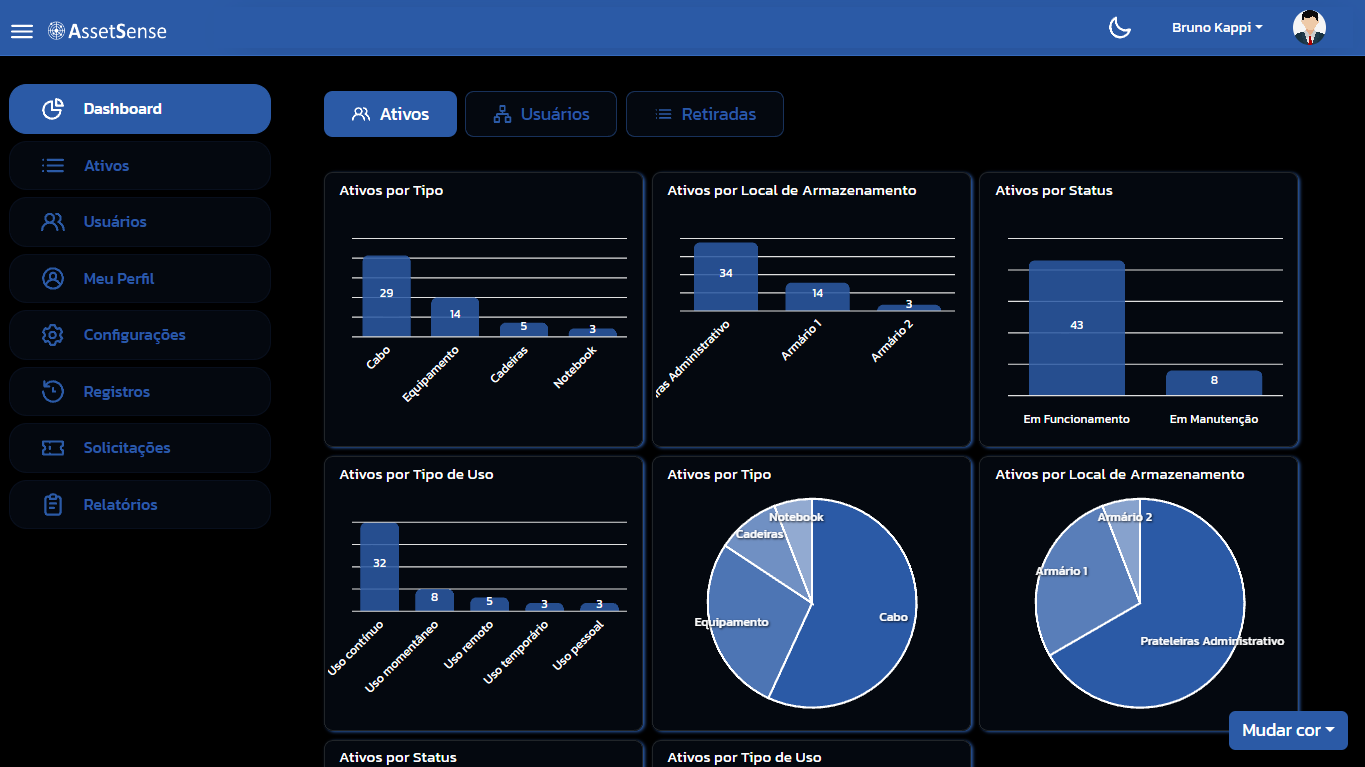 AssetSense
Bruno Kappi
Dashboard
Ativos
Usuários
Meu Perfil
Configurações
Registros
Solicitações
Relatórios
Ativos
Usuários
Retiradas
Ativos por Tipo
29
14
5
3
Cabo
Equipamento
Cadeiras
Notebook
Ativos por Local de Armazenamento
34
14
3
ras Administrativo
Armário 1
Armário 2
Ativos por Status
43
8
Em Funcionamento
Em Manutenção
Ativos por Tipo de Uso
32
8
5
3
3
Uso contínuo
Uso momentâneo
Uso remoto
Uso temporário
Uso pessoal
Ativos por Tipo
Notebook
Cadeiras
Equipamento
Cabo
Ativos por Local de Armazenamento
Armário 2
Armário 1
Prateleiras Administrativo
Ativos por Status
Ativos por Tipo de Uso
Mudar cor